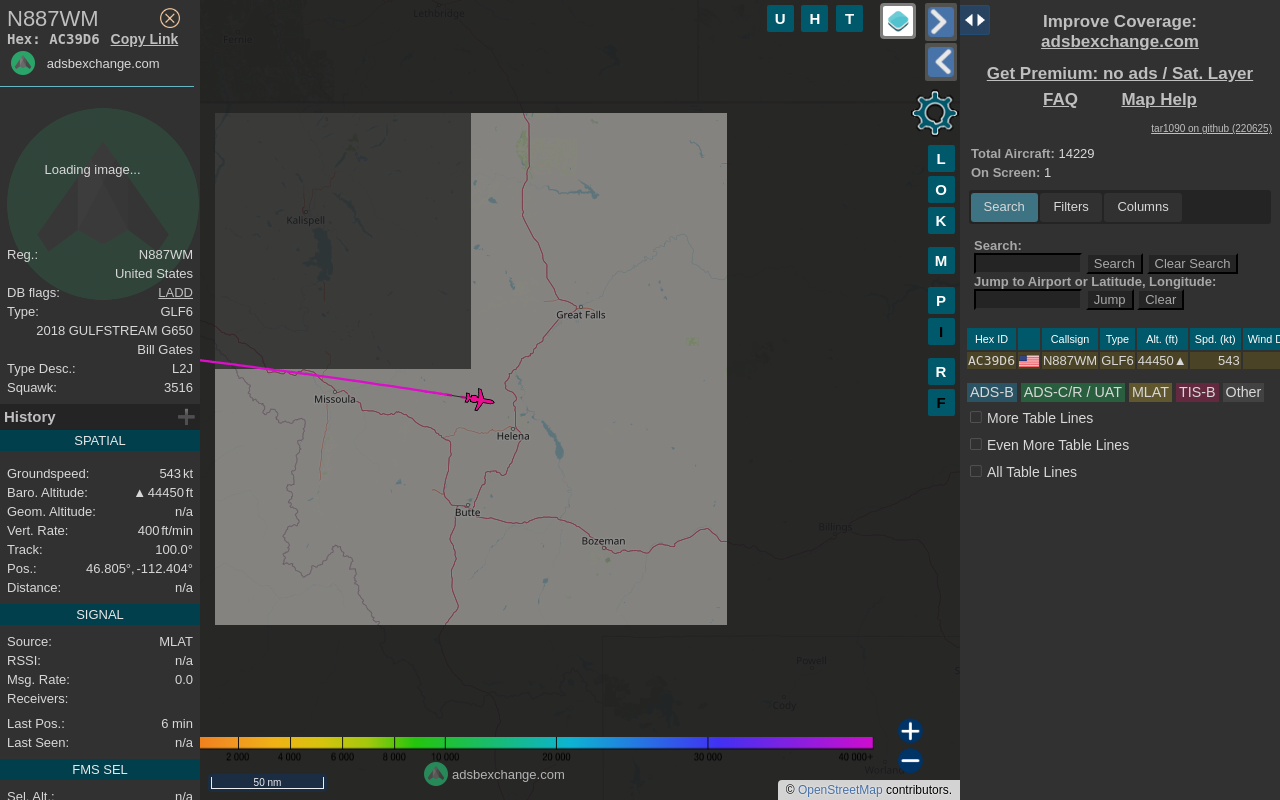 N887WM
Hex: AC39D6 Copy Link
adsbexchange.com
Loading image...
Reg.: N887WM
United States
DB flags: LADD
Type: GLF6
2018 GULFSTREAM G650
Bill Gates
Type Desc.: L2J
Squawk: 3516
History
SPATIAL
Groundspeed: 543 kt
Baro. Altitude: ▲ 44450 ft
Geom. Altitude: n/a
Vert. Rate: 400 ft/min
Track: 100.0°
Pos.: 46.805°, -112.404°
Distance: n/a
SIGNAL
Source: MLAT
RSSI: n/a
Msg. Rate: 0.0
Receivers:
Last Pos.: 6 min
Last Seen: n/a
FMS SEL
Sel. Alt.: n/a
Lethbridge
Fernie
Kalispell
Great Falls
Missoula
Helena
Butte
Bozeman
Billings
Powell
Cody
U H T
L
O
K
M
P
I
R
F
2 000 4 000 6 000 8 000 10 000 20 000 30 000 40 000+
50 nm
adsbexchange.com
© OpenStreetMap contributors.
Improve Coverage:
adsbexchange.com
Get Premium: no ads / Sat. Layer
FAQ Map Help
tar1090 on github (220625)
Total Aircraft: 14229
On Screen: 1
Search Filters Columns
Search:
Search Clear Search
Jump to Airport or Latitude, Longitude:
Jump Clear
Hex ID Callsign Type Alt. (ft) Spd. (kt) Wind D
AC39D6 N887WM GLF6 44450▲ 543
ADS-B ADS-C/R / UAT MLAT TIS-B Other
More Table Lines
Even More Table Lines
All Table Lines